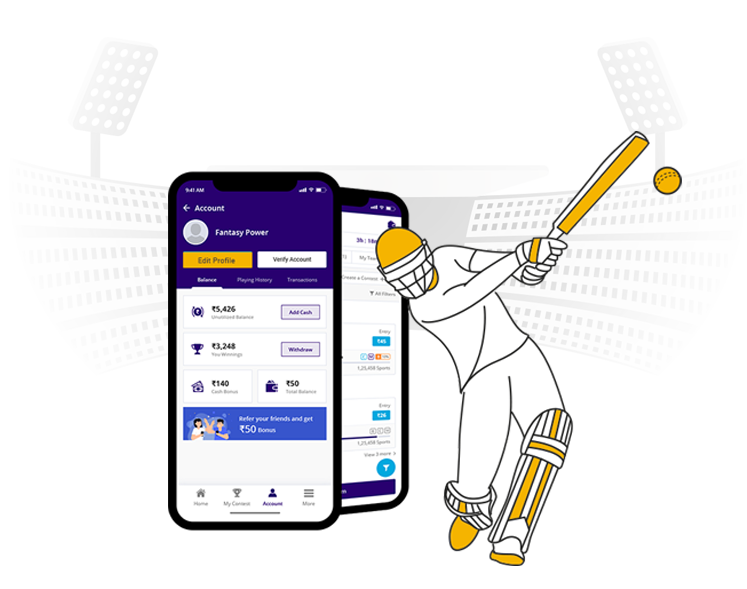 9:41 AM
Account
Fantasy Power
Edit Profile
Verify Account
Balance
Playing History
Transactions
₹5,426
Unutilized Balance
Add Cash
₹3,248
You Winnings
Withdraw
₹140
Cash Bonus
₹50
Total Balance
Refer your friends and get
₹50 Bonus
Home
My Contest
Account
More
3h : 18m
My Tea
Create a Contest
All Filters
Entry
₹45
1,25,458 Sports
Entry
₹26
1,25,458 Sports
View 3 more